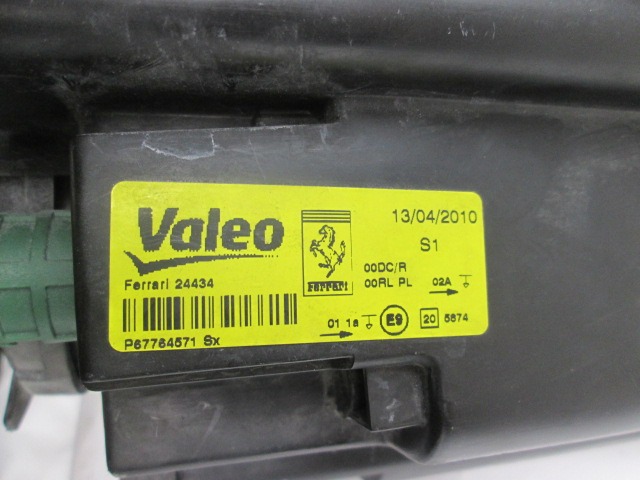 Valeo
Ferrari 24434
P67764571 Sx
Ferrari
13/04/2010
S1
00DC/R
00RL PL 02A
01 1a E9 20 5874